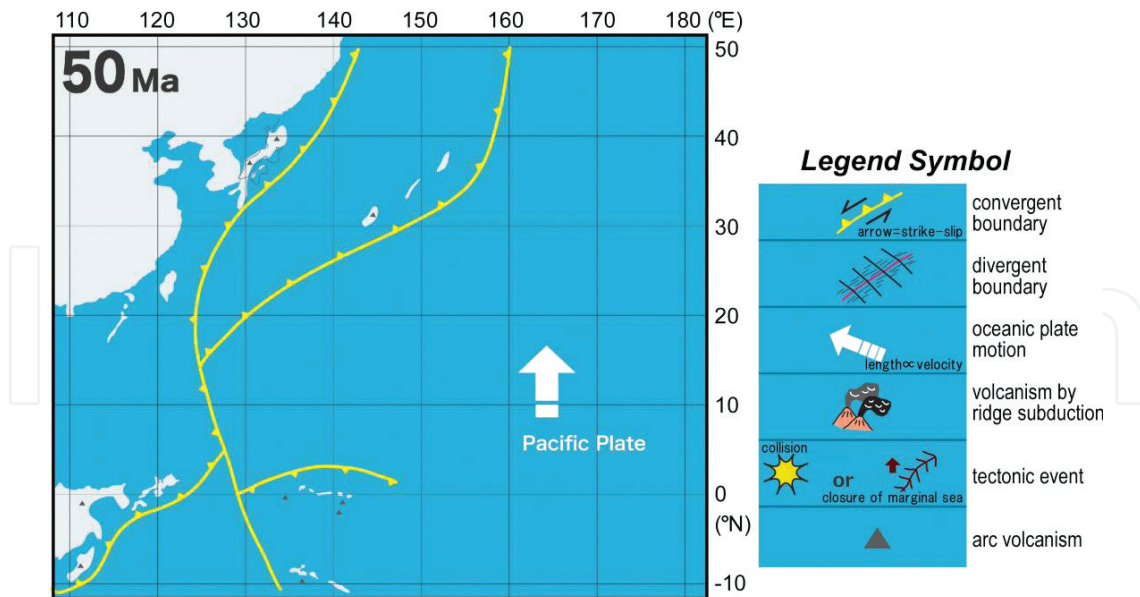 110 120 130 140 150 160 170 180 (°E)
50 Ma
50
40
30
20
10
0
(°N)
-10
Pacific Plate
Legend Symbol
convergent
boundary
arrow=strike-slip
divergent
boundary
oceanic plate
motion
length∝velocity
volcanism by
ridge subduction
collision
or
closure of marginal sea
tectonic event
arc volcanism